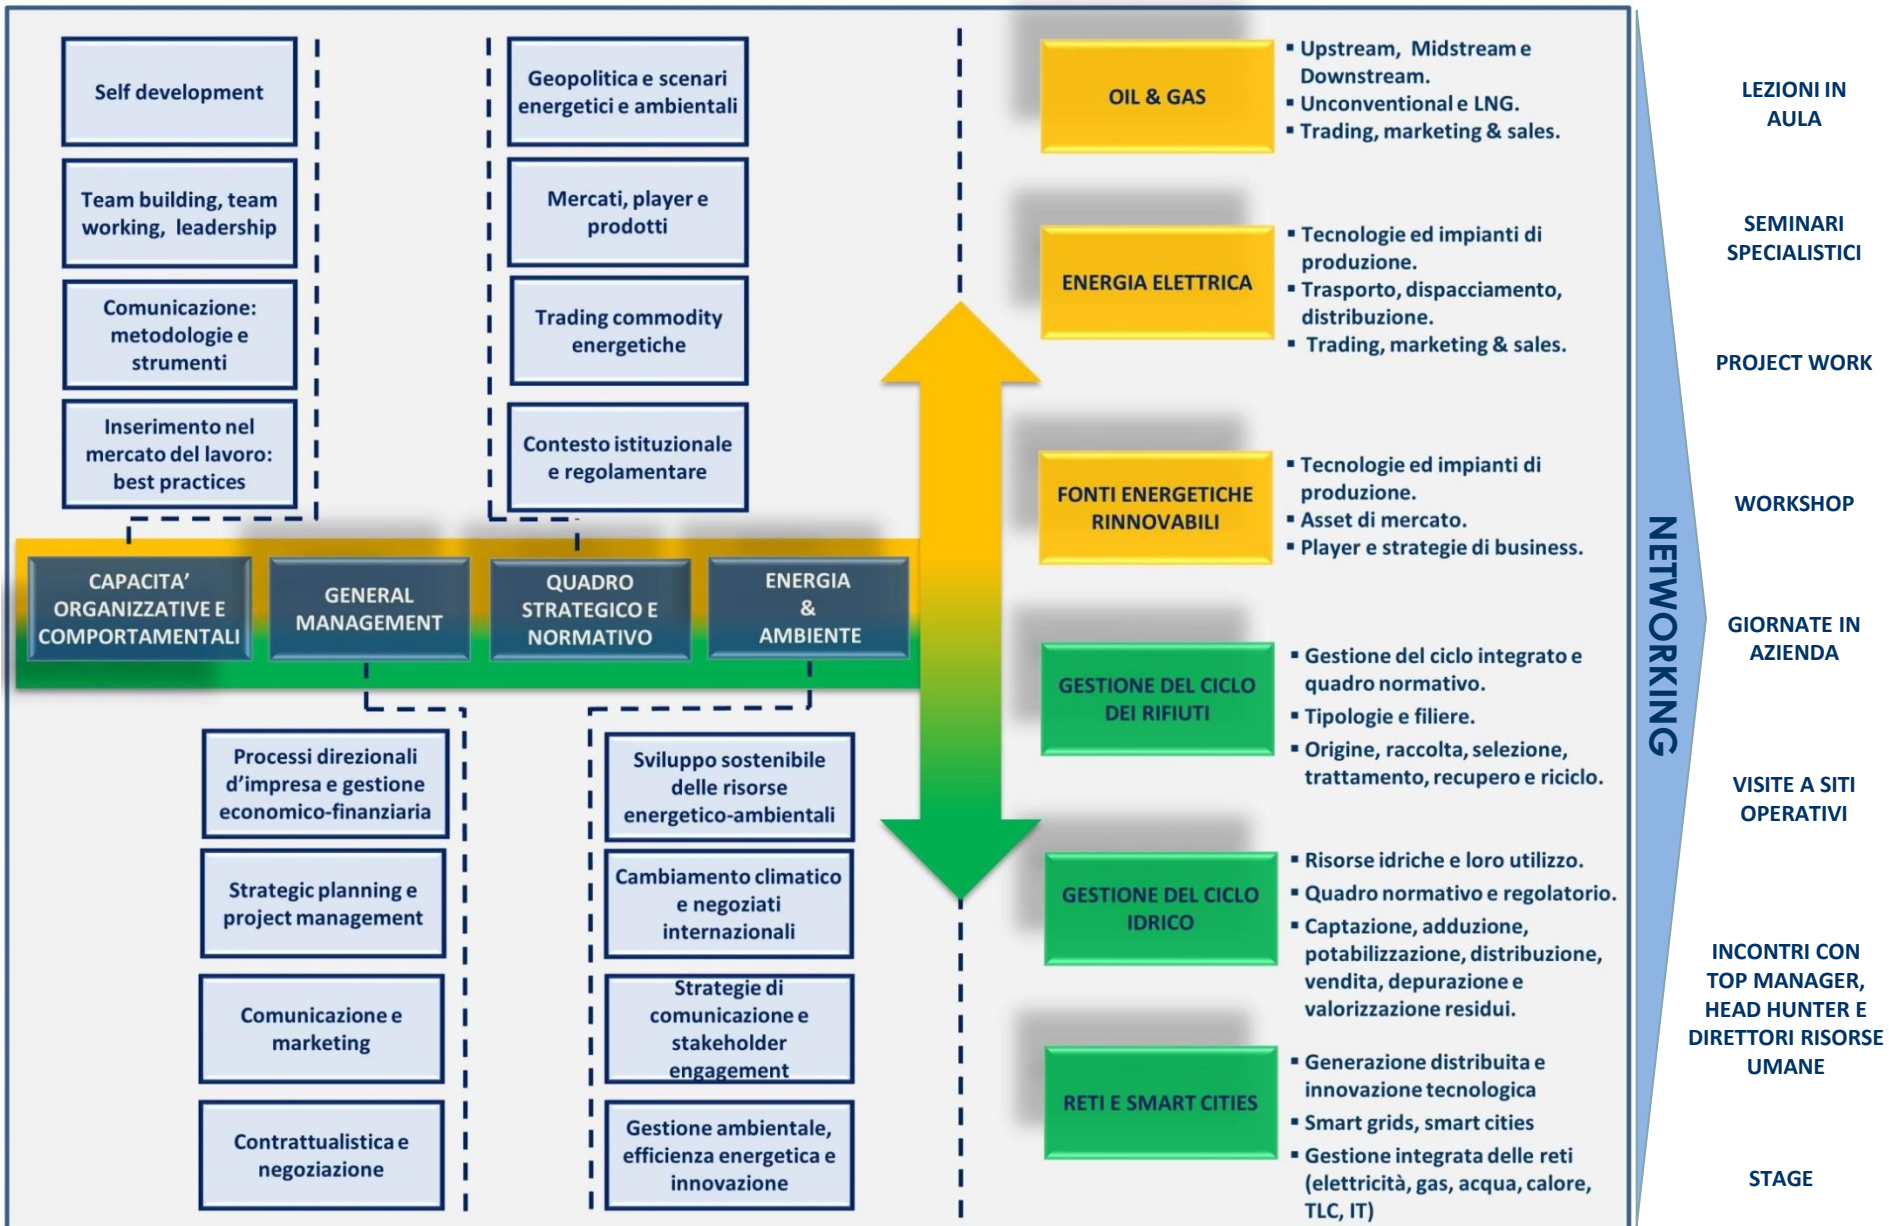 Self development
Team building, team
working, leadership
Comunicazione:
metodologie e
strumenti
Inserimento nel
mercato del lavoro:
best practices
Geopolitica e scenari
energetici e ambientali
Mercati, player e
prodotti
Trading commodity
energetiche
Contesto istituzionale
e regolamentare
CAPACITA’
ORGANIZZATIVE E
COMPORTAMENTALI
GENERAL
MANAGEMENT
QUADRO
STRATEGICO E
NORMATIVO
ENERGIA
&
AMBIENTE
Processi direzionali
d’impresa e gestione
economico-finanziaria
Strategic planning e
project management
Comunicazione e
marketing
Contrattualistica e
negoziazione
Sviluppo sostenibile
delle risorse
energetico-ambientali
Cambiamento climatico
e negoziati
internazionali
Strategie di
comunicazione e
stakeholder
engagement
Gestione ambientale,
efficienza energetica e
innovazione
OIL & GAS
▪ Upstream, Midstream e
Downstream.
▪ Unconventional e LNG.
▪ Trading, marketing & sales.
ENERGIA ELETTRICA
▪ Tecnologie ed impianti di
produzione.
▪ Trasporto, dispacciamento,
distribuzione.
▪ Trading, marketing & sales.
FONTI ENERGETICHE
RINNOVABILI
▪ Tecnologie ed impianti di
produzione.
▪ Asset di mercato.
▪ Player e strategie di business.
GESTIONE DEL CICLO
DEI RIFIUTI
▪ Gestione del ciclo integrato e
quadro normativo.
▪ Tipologie e filiere.
▪ Origine, raccolta, selezione,
trattamento, recupero e riciclo.
GESTIONE DEL CICLO
IDRICO
▪ Risorse idriche e loro utilizzo.
▪ Quadro normativo e regolatorio.
▪ Captazione, adduzione,
potabilizzazione, distribuzione,
vendita, depurazione e
valorizzazione residui.
RETI E SMART CITIES
▪ Generazione distribuita e
innovazione tecnologica
▪ Smart grids, smart cities
▪ Gestione integrata delle reti
(elettricità, gas, acqua, calore,
TLC, IT)
NETWORKING
LEZIONI IN
AULA
SEMINARI
SPECIALISTICI
PROJECT WORK
WORKSHOP
GIORNATE IN
AZIENDA
VISITE A SITI
OPERATIVI
INCONTRI CON
TOP MANAGER,
HEAD HUNTER E
DIRETTORI RISORSE
UMANE
STAGE